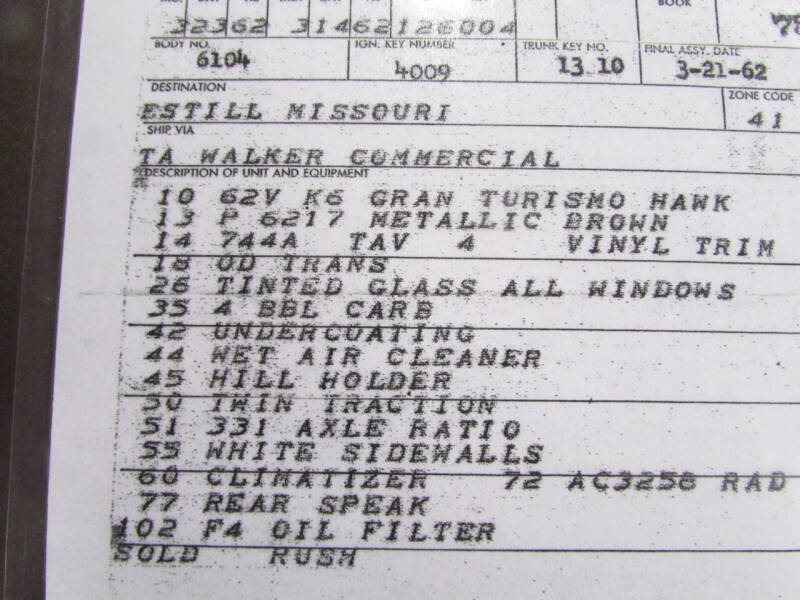 BOOK
32362 31462126004 78
BODY NO. IGN. KEY NUMBER TRUNK KEY NO. FINAL ASSY. DATE
6104 4009 13 10 3-21-62
DESTINATION ZONE CODE
ESTILL MISSOURI 41
SHIP VIA
TA WALKER COMMERCIAL
DESCRIPTION OF UNIT AND EQUIPMENT
10 62V K6 GRAN TURISMO HAWK
13 P 6217 METALLIC BROWN
14 744A TAV 4 VINYL TRIM
18 OD TRANS
26 TINTED GLASS ALL WINDOWS
35 4 BBL CARB
42 UNDERCOATING
44 WET AIR CLEANER
45 HILL HOLDER
50 TWIN TRACTION
51 331 AXLE RATIO
55 WHITE SIDEWALLS
60 CLIMATIZER 72 AC3258 RAD
77 REAR SPEAK
102 F4 OIL FILTER
SOLD RUSH